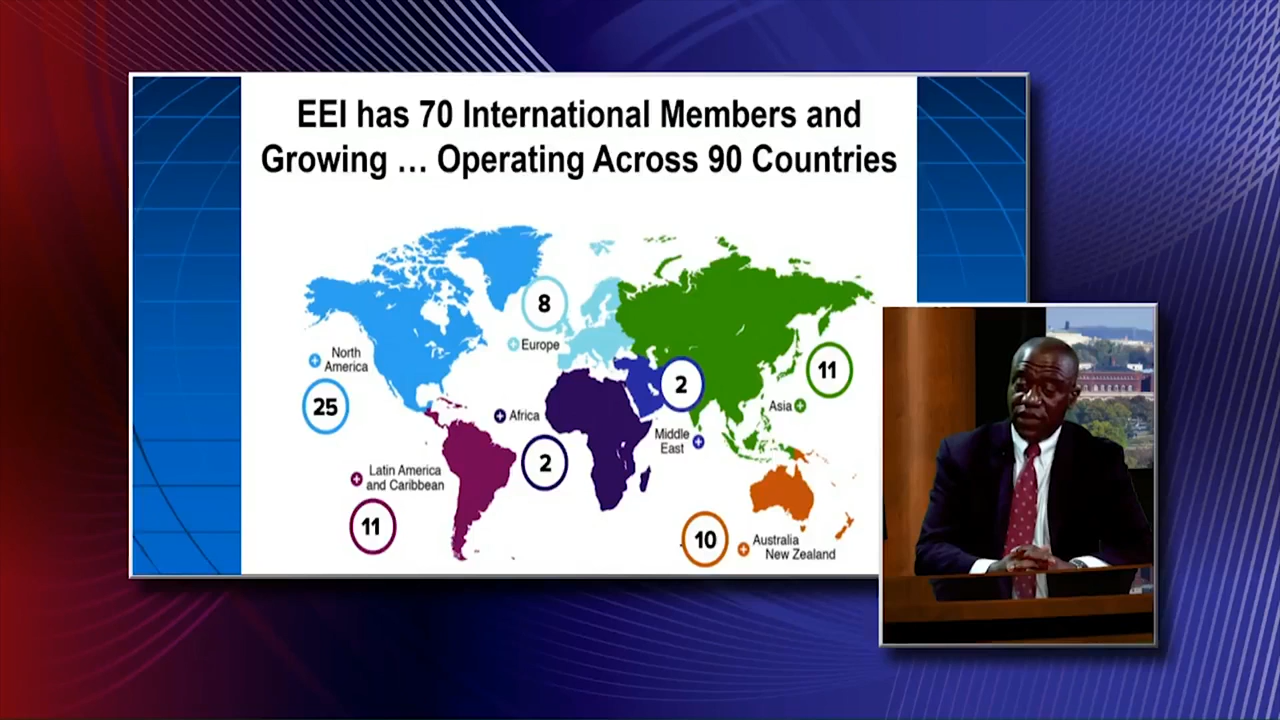 EEI has 70 International Members and
Growing ... Operating Across 90 Countries
8
Europe
North
America
25
2
11
Asia
Africa
Middle
East
2
Latin America
and Caribbean
11
10
Australia
New Zealand